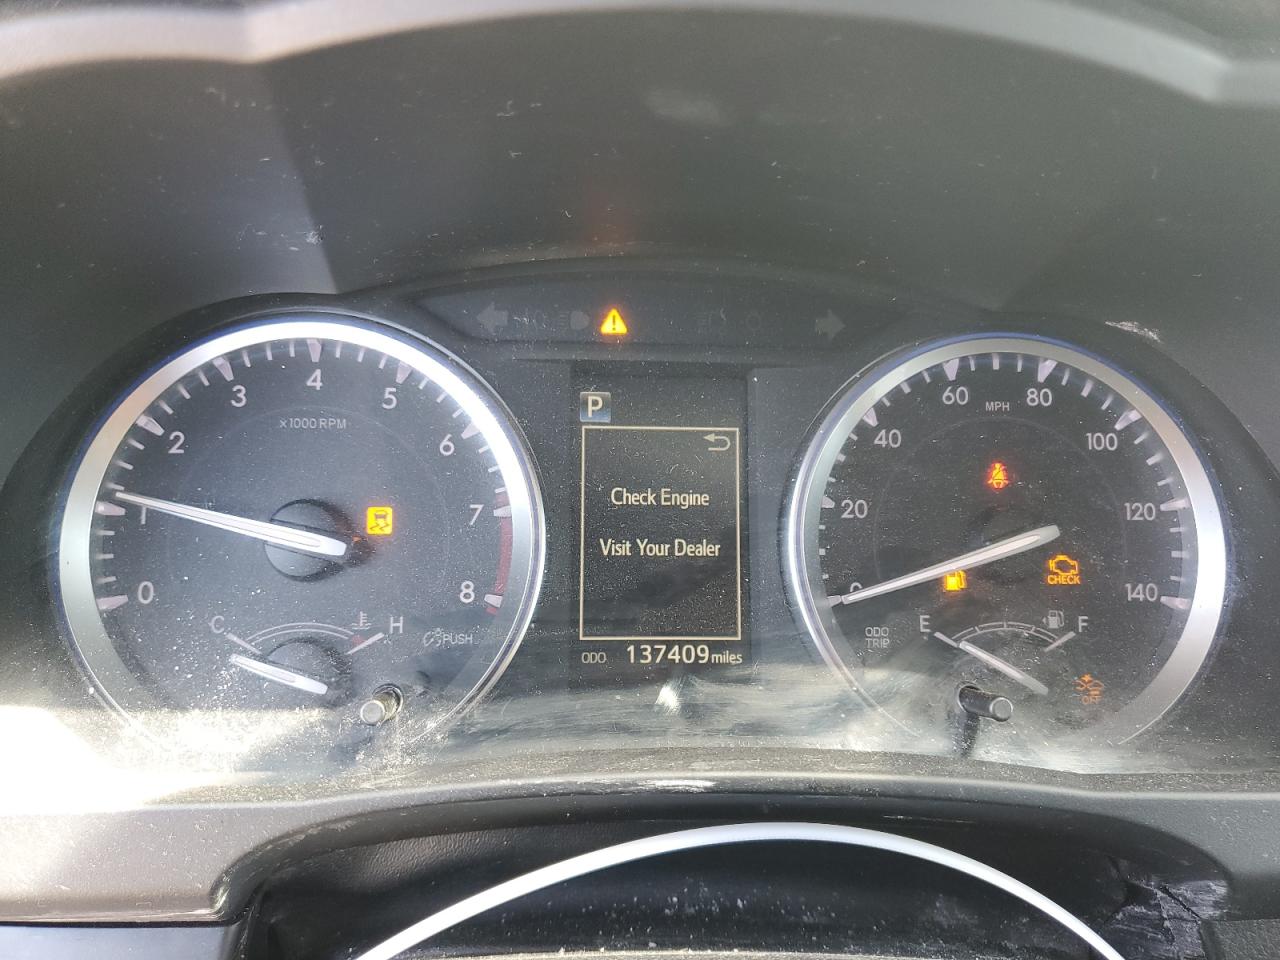 P
Check Engine
Visit Your Dealer
ODO 137409 miles
0 1 2 3 4 5 6 7 8
x1000 RPM
C H
PUSH
0 20 40 60 80 100 120 140
MPH
CHECK
ODO
TRIP
E F
OFF